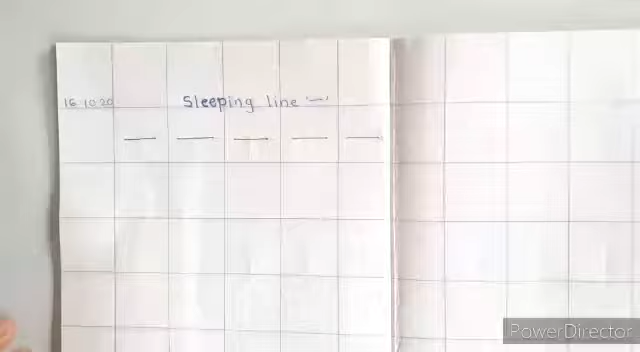 16.10.20
Sleeping line '—'
— — — — —
PowerDirector